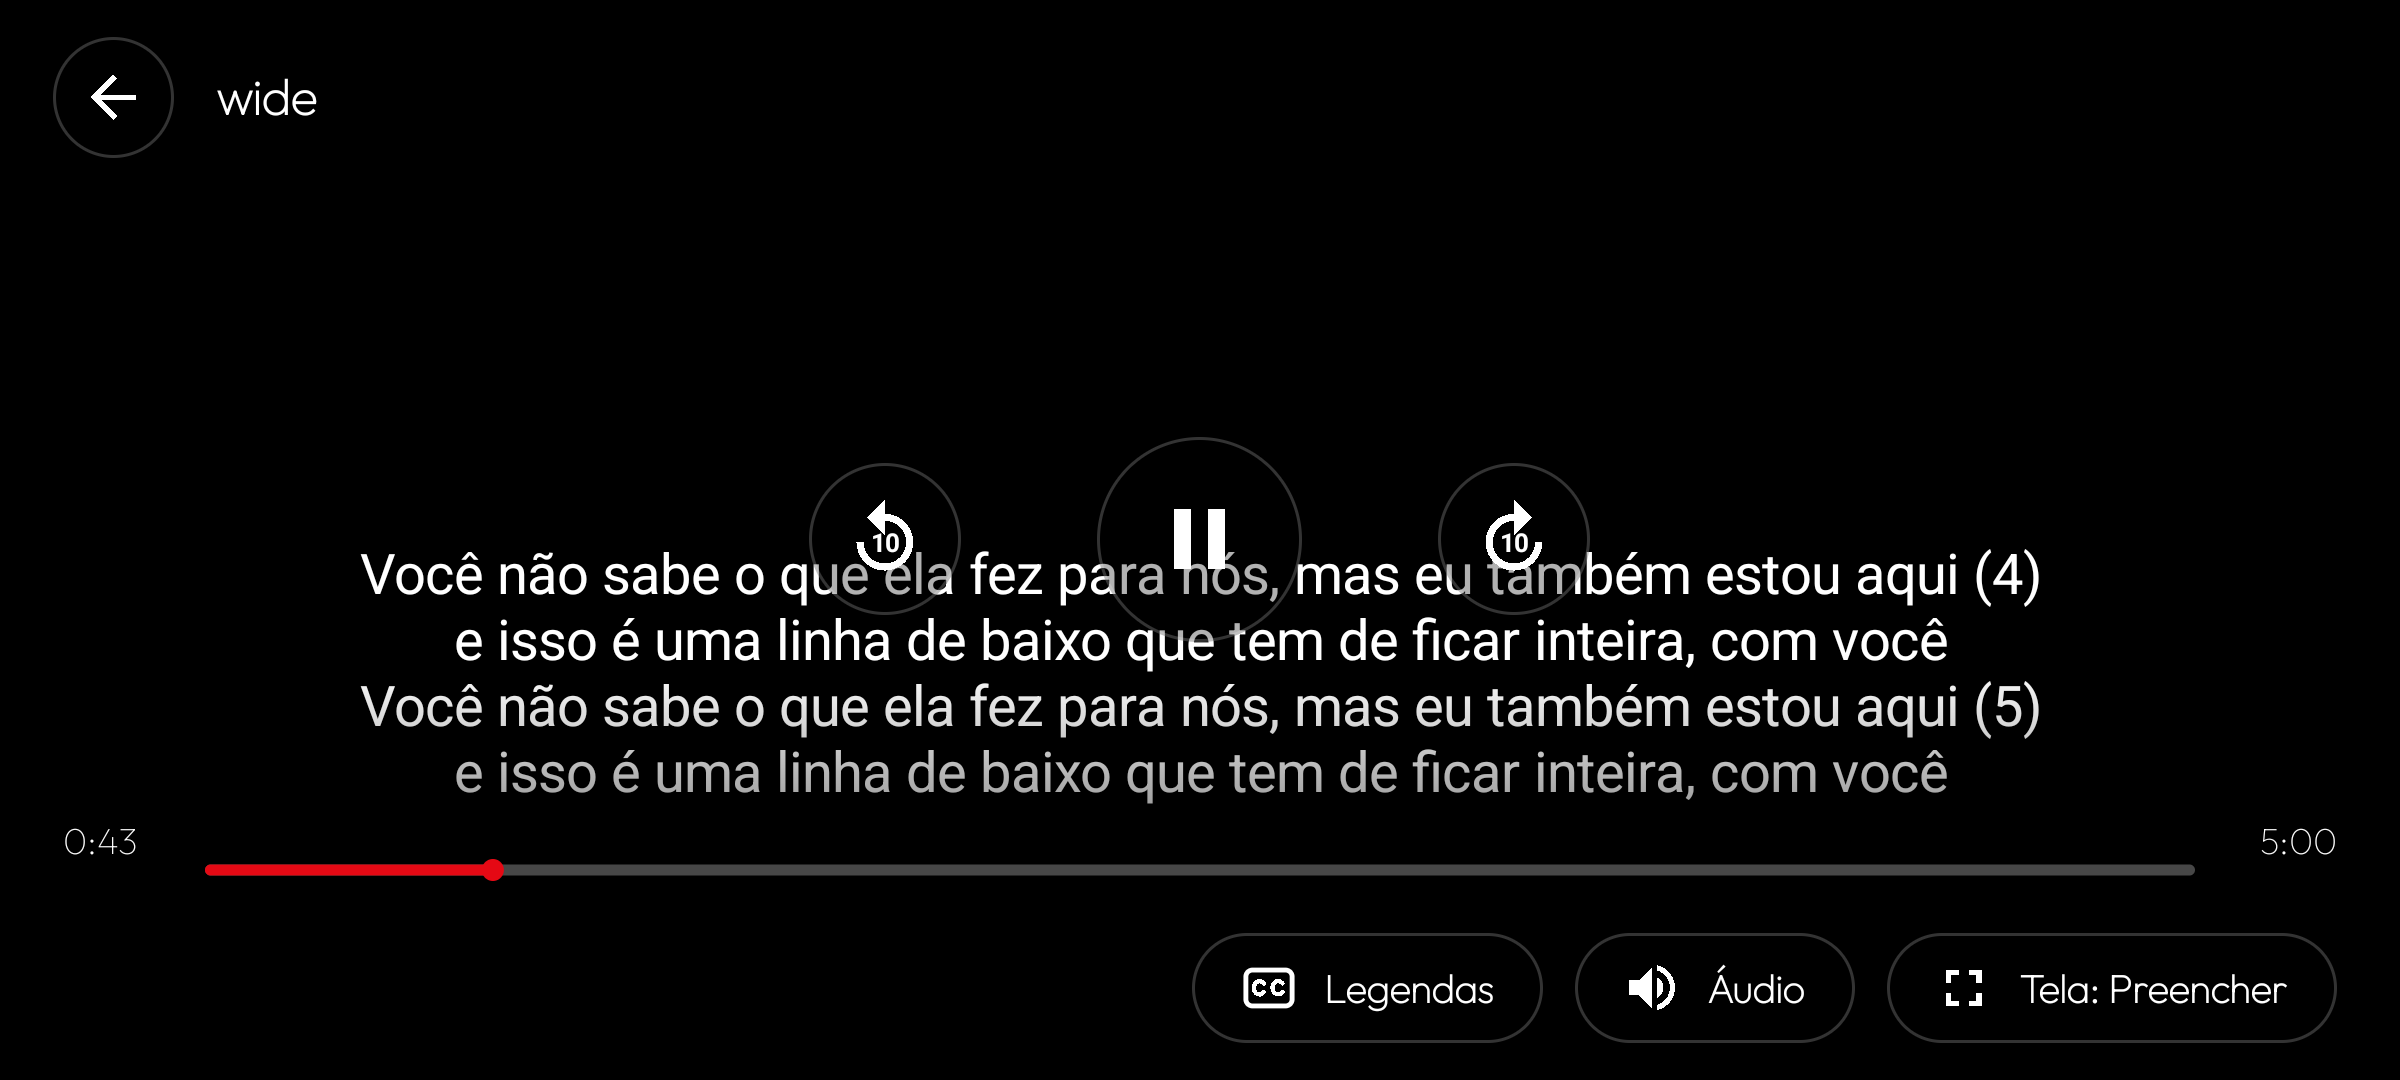 wide
10
10
Você não sabe o que ela fez para nós, mas eu também estou aqui (4)
e isso é uma linha de baixo que tem de ficar inteira, com você
Você não sabe o que ela fez para nós, mas eu também estou aqui (5)
e isso é uma linha de baixo que tem de ficar inteira, com você
0:43
5:00
CC Legendas
Áudio
Tela: Preencher